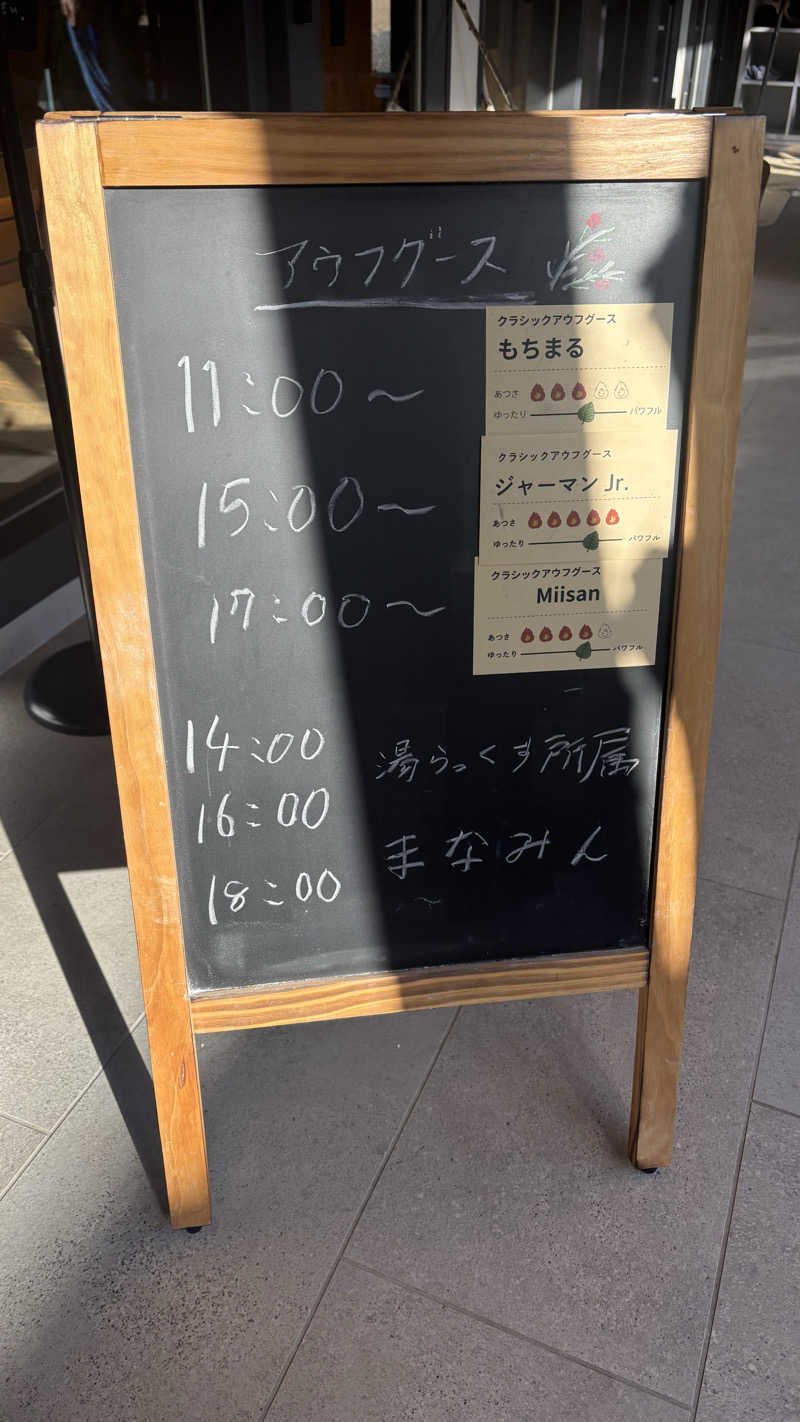 アウフグース
11:00〜
クラシックアウフグース
もちまる
あつさ
ゆったり パワフル
15:00〜
クラシックアウフグース
ジャーマン Jr.
あつさ
ゆったり パワフル
17:00〜
クラシックアウフグース
Miisan
あつさ
ゆったり パワフル
14:00 湯らっくす所属
16:00
まなみん
18:00